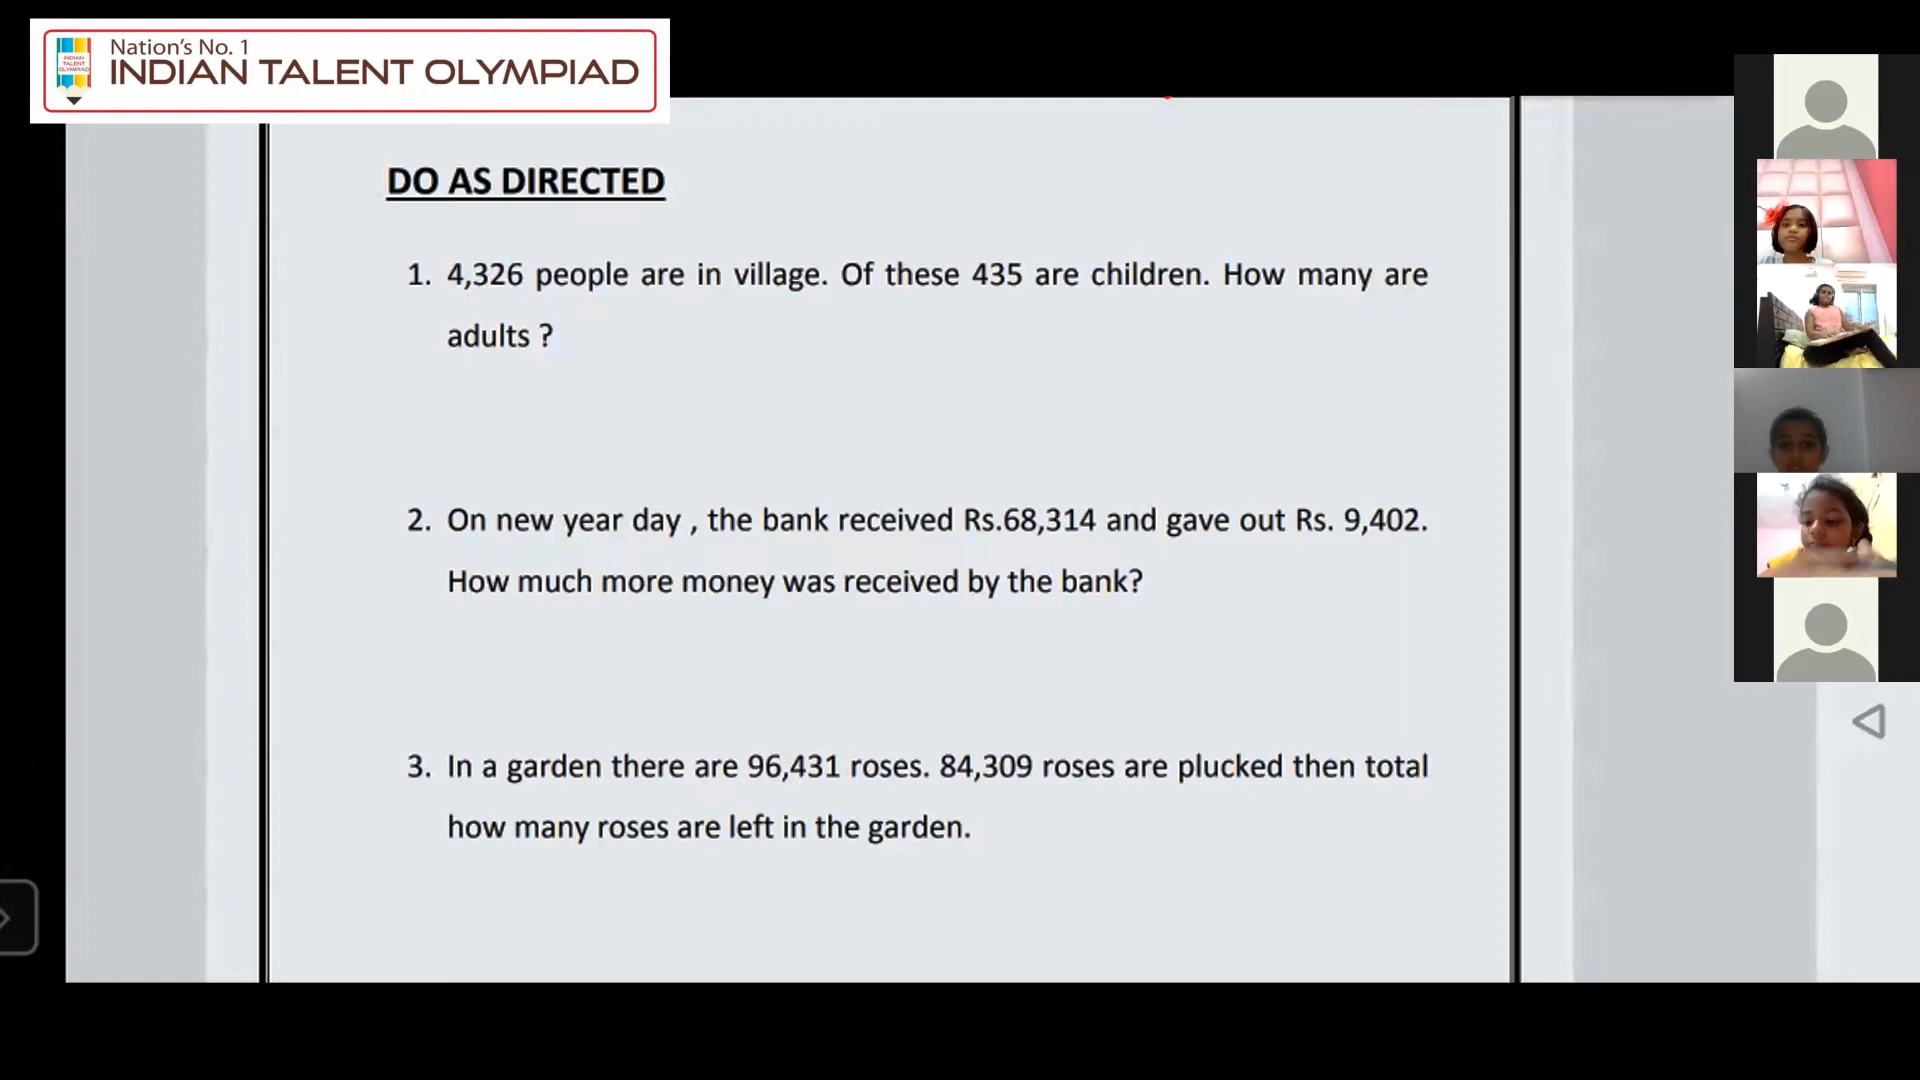 Nation's No. 1
INDIAN TALENT OLYMPIAD
INDIAN
TALENT
OLYMPIAD
DO AS DIRECTED
1. 4,326 people are in village. Of these 435 are children. How many are
adults ?
2. On new year day , the bank received Rs.68,314 and gave out Rs. 9,402.
How much more money was received by the bank?
3. In a garden there are 96,431 roses. 84,309 roses are plucked then total
how many roses are left in the garden.